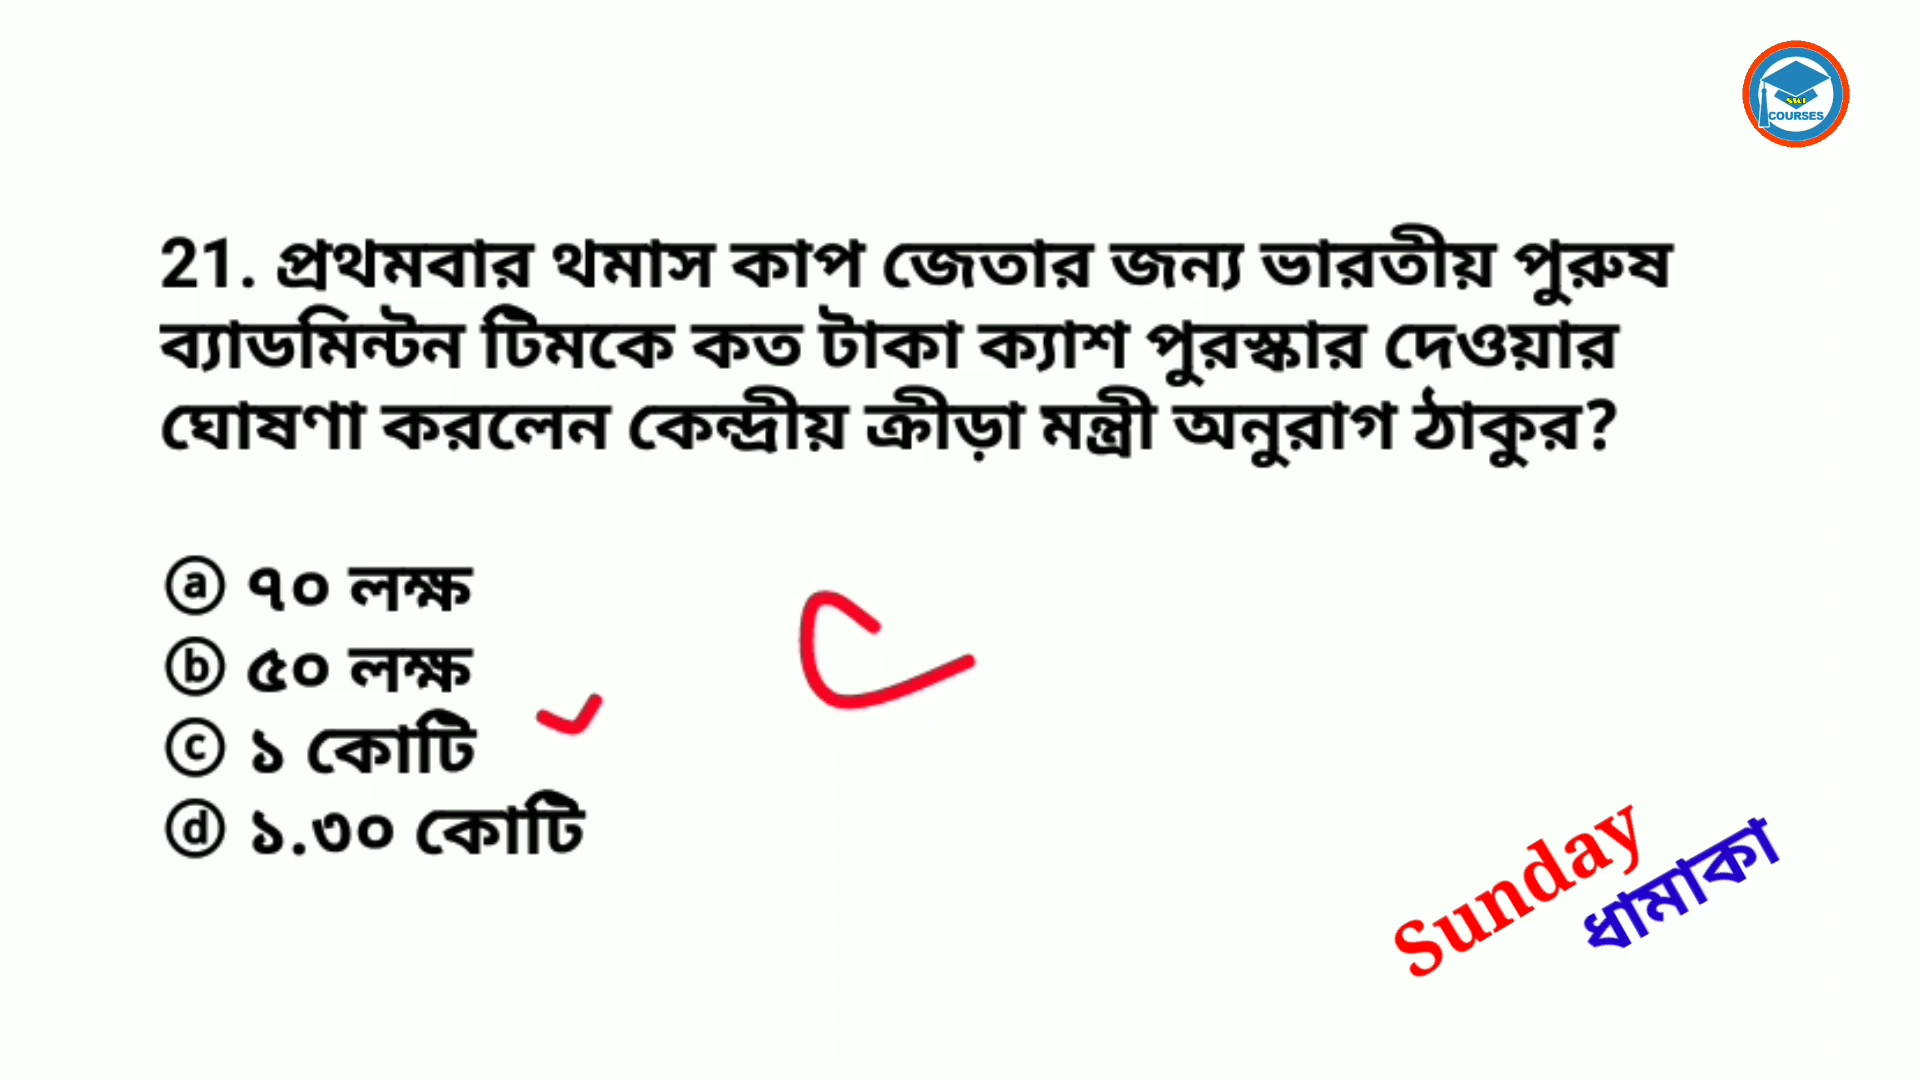 SWI
COURSES
21. প্রথমবার থমাস কাপ জেতার জন্য ভারতীয় পুরুষ
ব্যাডমিন্টন টিমকে কত টাকা ক্যাশ পুরস্কার দেওয়ার
ঘোষণা করলেন কেন্দ্রীয় ক্রীড়া মন্ত্রী অনুরাগ ঠাকুর?
ⓐ ৭০ লক্ষ
ⓑ ৫০ লক্ষ
ⓒ ১ কোটি
ⓓ ১.৩০ কোটি
C
Sunday
ধামাকা